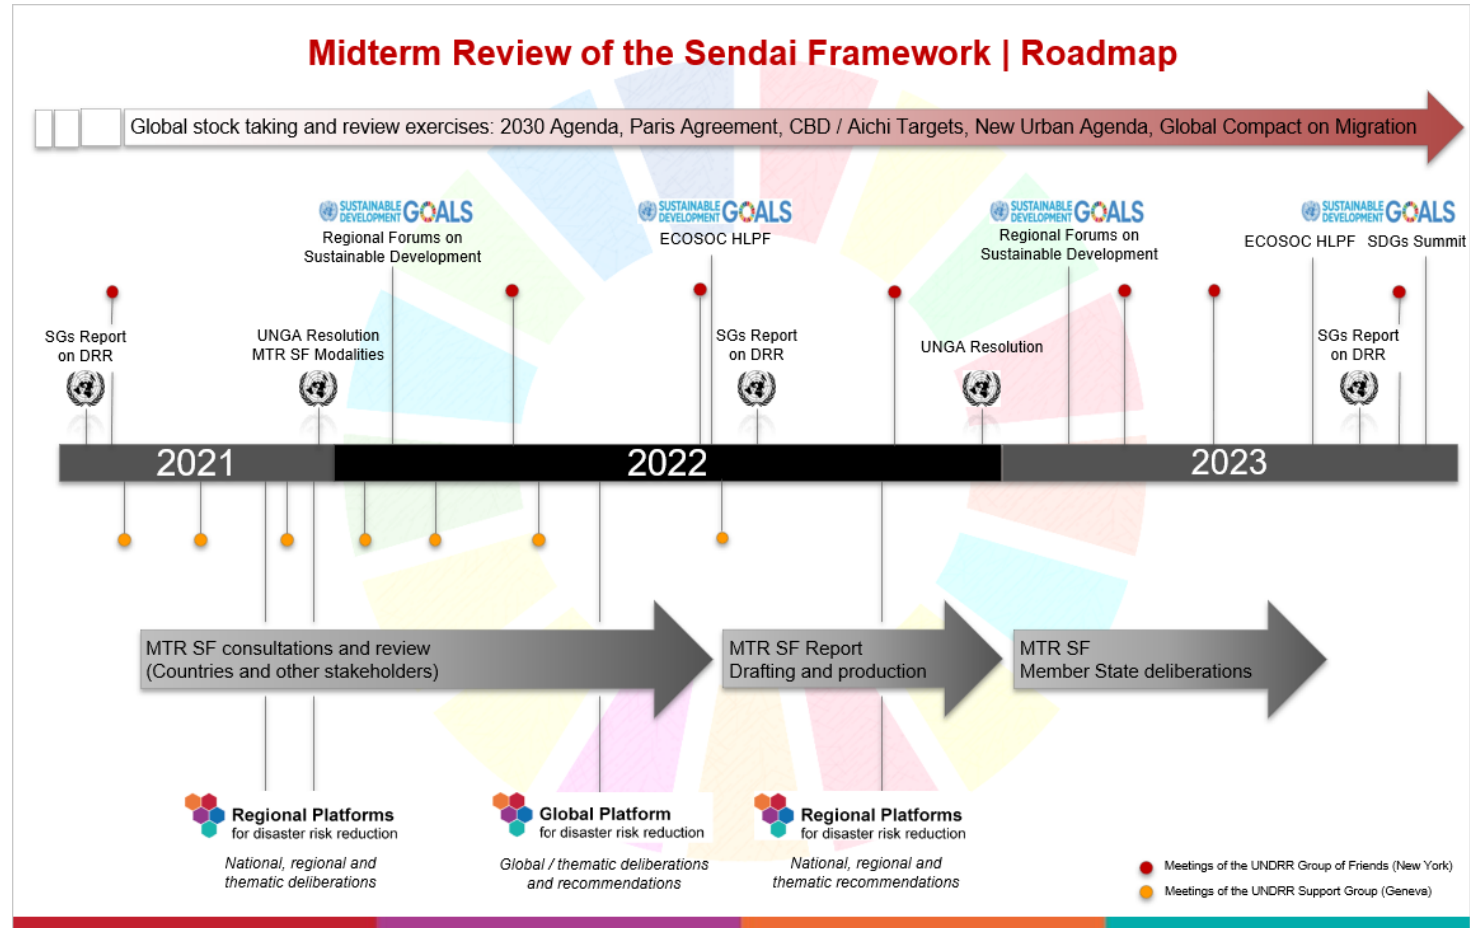 Midterm Review of the Sendai Framework | Roadmap
Global stock taking and review exercises: 2030 Agenda, Paris Agreement, CBD / Aichi Targets, New Urban Agenda, Global Compact on Migration
SUSTAINABLE
DEVELOPMENT GOALS
Regional Forums on
Sustainable Development
SUSTAINABLE
DEVELOPMENT GOALS
ECOSOC HLPF
SUSTAINABLE
DEVELOPMENT GOALS
Regional Forums on
Sustainable Development
SUSTAINABLE
DEVELOPMENT GOALS
ECOSOC HLPF
SDGs Summit
SGs Report
on DRR
UNGA Resolution
MTR SF Modalities
SGs Report
on DRR
UNGA Resolution
SGs Report
on DRR
2021
2022
2023
MTR SF consultations and review
(Countries and other stakeholders)
MTR SF Report
Drafting and production
MTR SF
Member State deliberations
Regional Platforms
for disaster risk reduction
National, regional and
thematic deliberations
Global Platform
for disaster risk reduction
Global / thematic deliberations
and recommendations
Regional Platforms
for disaster risk reduction
National, regional and
thematic recommendations
Meetings of the UNDRR Group of Friends (New York)
Meetings of the UNDRR Support Group (Geneva)